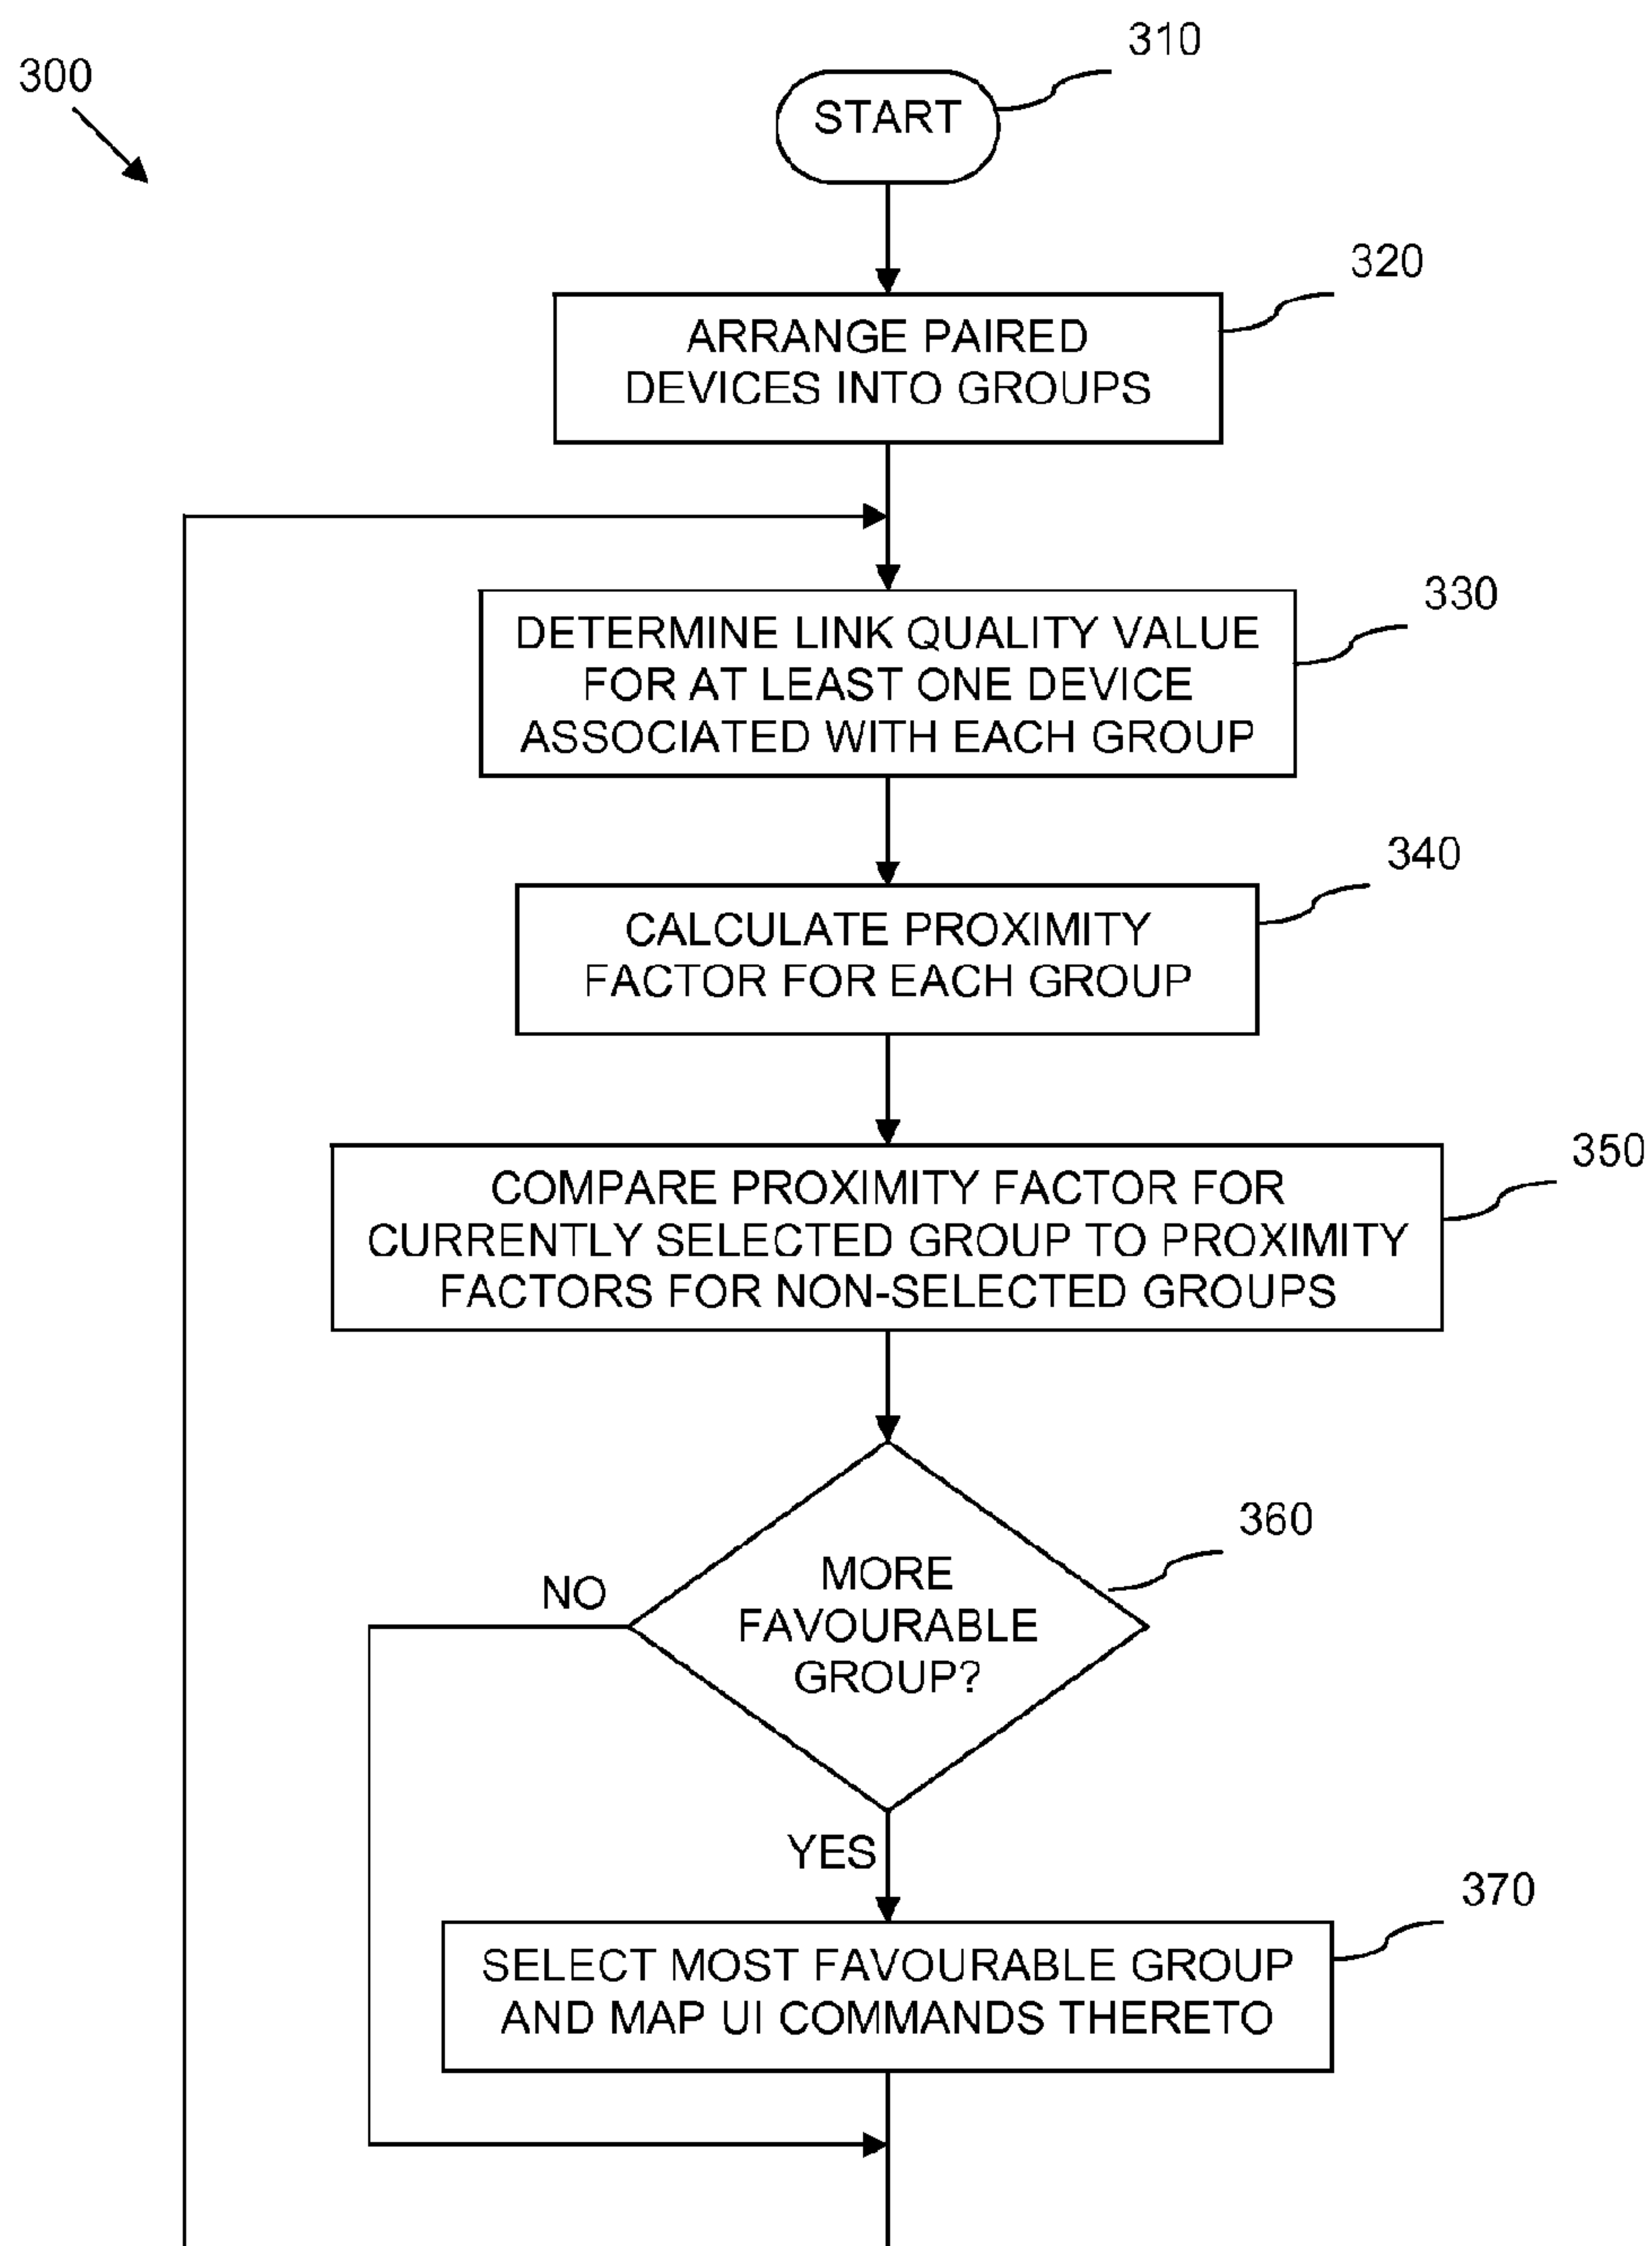 300
310
START
320
ARRANGE PAIRED
DEVICES INTO GROUPS
330
DETERMINE LINK QUALITY VALUE
FOR AT LEAST ONE DEVICE
ASSOCIATED WITH EACH GROUP
340
CALCULATE PROXIMITY
FACTOR FOR EACH GROUP
350
COMPARE PROXIMITY FACTOR FOR
CURRENTLY SELECTED GROUP TO PROXIMITY
FACTORS FOR NON-SELECTED GROUPS
360
MORE
FAVOURABLE
GROUP?
NO
YES
370
SELECT MOST FAVOURABLE GROUP
AND MAP UI COMMANDS THERETO